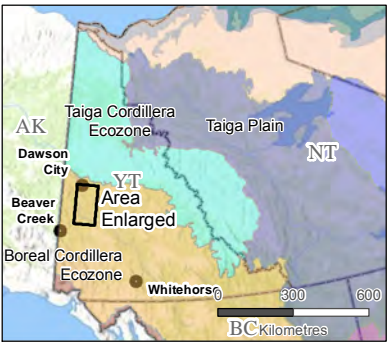 Taiga Cordillera
Ecozone
Taiga Plain
AK
NT
Dawson
City
YT
Area
Enlarged
Beaver
Creek
Boreal Cordillera
Ecozone
Whitehorse
0 300 600
BC Kilometres